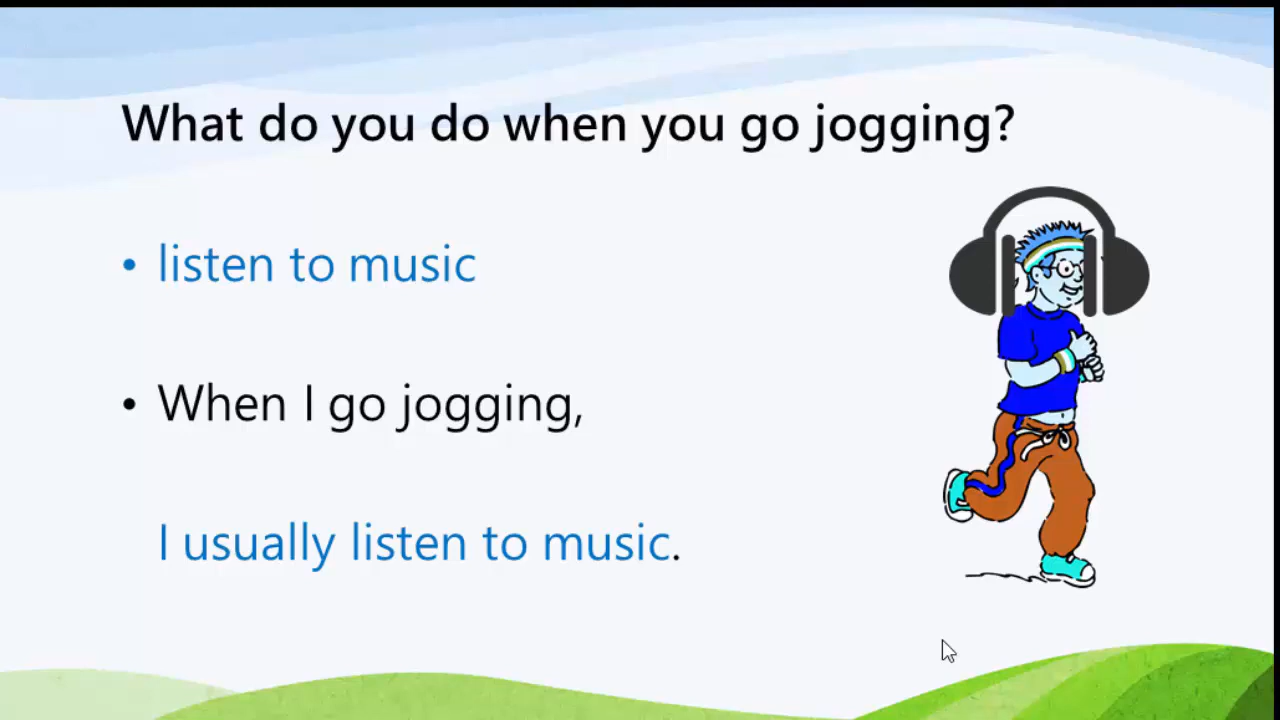 What do you do when you go jogging?
• listen to music
• When I go jogging,
I usually listen to music.